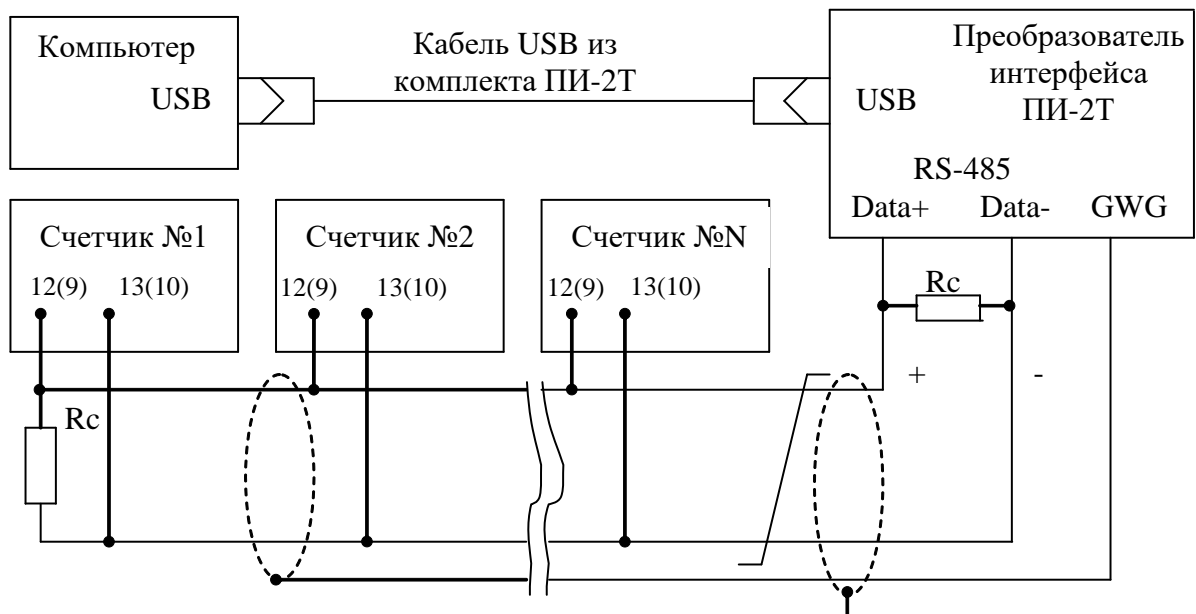 Компьютер
USB
Кабель USB из
комплекта ПИ-2Т
Преобразователь
интерфейса
ПИ-2Т
USB
RS-485
Data+ Data- GWG
Счетчик №1
12(9) 13(10)
Счетчик №2
12(9) 13(10)
Счетчик №N
12(9) 13(10)
Rc
+ -
Rc